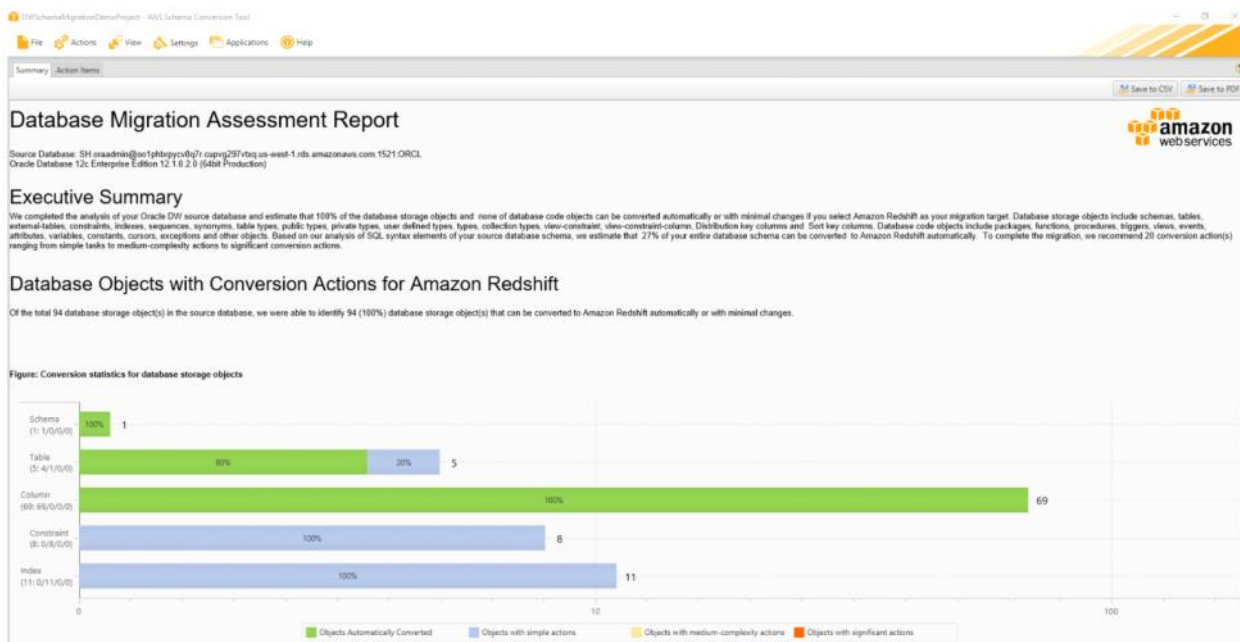 DWSchemaMigrationDemoProject - AWS Schema Conversion Tool
File Actions View Settings Applications Help
Summary Action Items
Save to CSV Save to PDF
Database Migration Assessment Report
amazon
webservices
Source Database: SH.oraadmin@oo1phbrpycv8q7r.cupvg297vtxq.us-west-1.rds.amazonaws.com:1521:ORCL
Oracle Database 12c Enterprise Edition 12.1.0.2.0 (64bit Production)
Executive Summary
We completed the analysis of your Oracle DW source database and estimate that 100% of the database storage objects and none of database code objects can be converted automatically or with minimal changes if you select Amazon Redshift as your migration target. Database storage objects include schemas, tables,
external-tables, constraints, indexes, sequences, synonyms, table types, public types, private types, user defined types, types, collection types, view-constraint, view-constraint-column, Distribution key columns and Sort key columns. Database code objects include packages, functions, procedures, triggers, views, events,
attributes, variables, constants, cursors, exceptions and other objects. Based on our analysis of SQL syntax elements of your source database schema, we estimate that 27% of your entire database schema can be converted to Amazon Redshift automatically. To complete the migration, we recommend 20 conversion action(s)
ranging from simple tasks to medium-complexity actions to significant conversion actions.
Database Objects with Conversion Actions for Amazon Redshift
Of the total 94 database storage object(s) in the source database, we were able to identify 94 (100%) database storage object(s) that can be converted to Amazon Redshift automatically or with minimal changes.
Figure: Conversion statistics for database storage objects
Schema
(1: 1/0/0/0)
100% 1
Table
(5: 4/1/0/0)
80% 20% 5
Column
(69: 69/0/0/0)
100% 69
Constraint
(8: 0/8/0/0)
100% 8
Index
(11: 0/11/0/0)
100% 11
0 10 100
Objects Automatically Converted Objects with simple actions Objects with medium-complexity actions Objects with significant actions